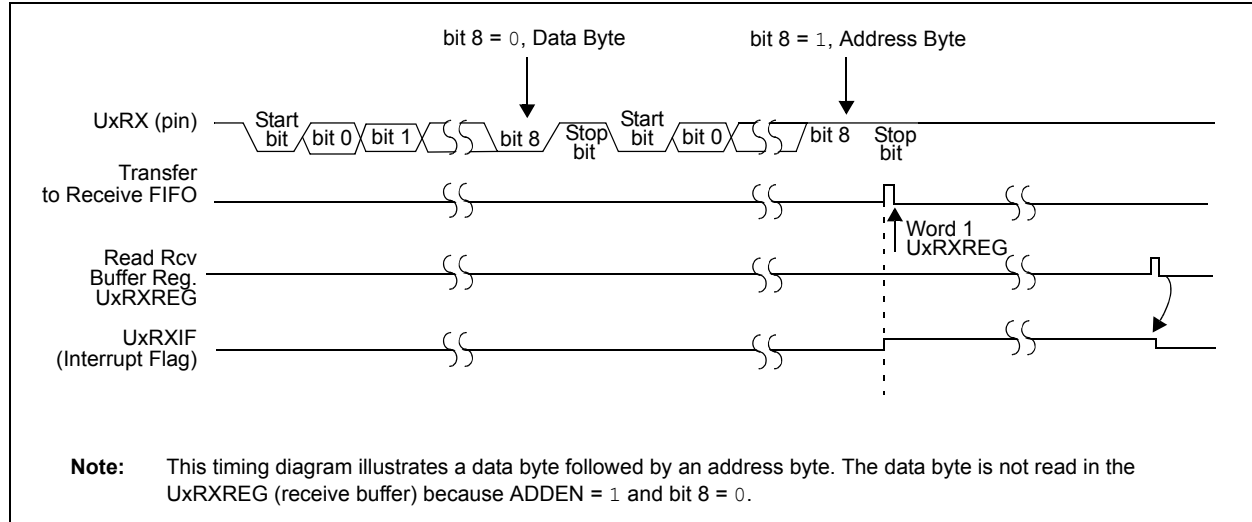 bit 8 = 0, Data Byte
bit 8 = 1, Address Byte
UxRX (pin)
Start
bit
bit 0
bit 1
bit 8
Stop
bit
Start
bit
bit 0
bit 8
Stop
bit
Transfer
to Receive FIFO
Word 1
UxRXREG
Read Rcv
Buffer Reg.
UxRXREG
UxRXIF
(Interrupt Flag)
Note: This timing diagram illustrates a data byte followed by an address byte. The data byte is not read in the
UxRXREG (receive buffer) because ADDEN = 1 and bit 8 = 0.